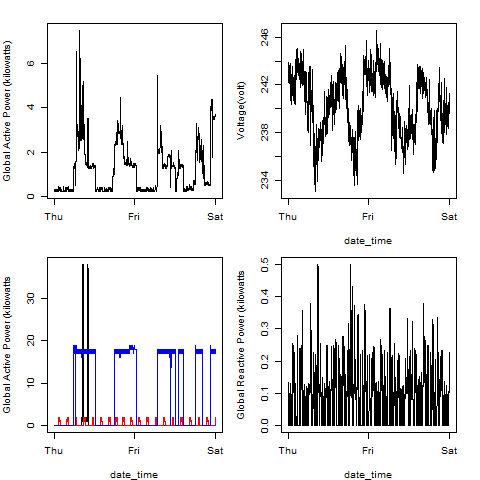 Global Active Power (kilowatts)
0 2 4 6
Thu Fri Sat
Voltage(volt)
234 238 242 246
Thu Fri Sat
date_time
Global Active Power (kilowatts
0 10 20 30
Thu Fri Sat
date_time
Global Reactive Power(kilowatts
0.0 0.1 0.2 0.3 0.4 0.5
Thu Fri Sat
date_time